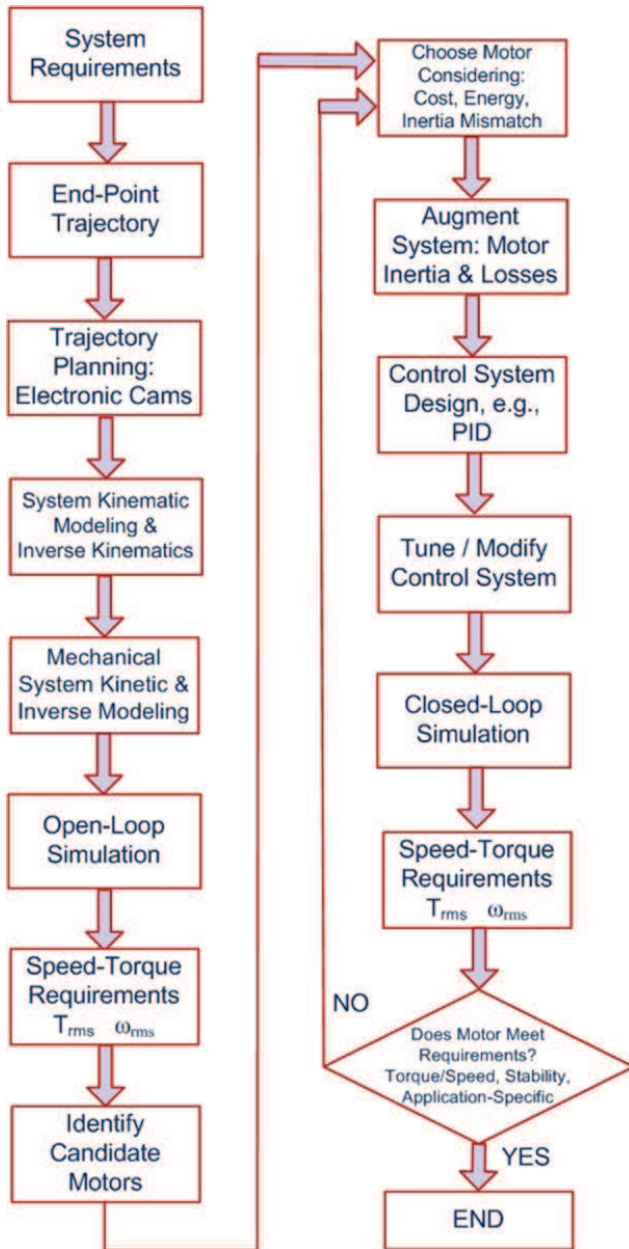 System
Requirements
End-Point
Trajectory
Trajectory
Planning:
Electronic Cams
System Kinematic
Modeling &
Inverse Kinematics
Mechanical
System Kinetic &
Inverse Modeling
Open-Loop
Simulation
Speed-Torque
Requirements
Trms ωrms
Identify
Candidate
Motors
Choose Motor
Considering:
Cost, Energy,
Inertia Mismatch
Augment
System: Motor
Inertia & Losses
Control System
Design, e.g.,
PID
Tune / Modify
Control System
Closed-Loop
Simulation
Speed-Torque
Requirements
Trms ωrms
NO
Does Motor Meet
Requirements?
Torque/Speed, Stability,
Application-Specific
YES
END